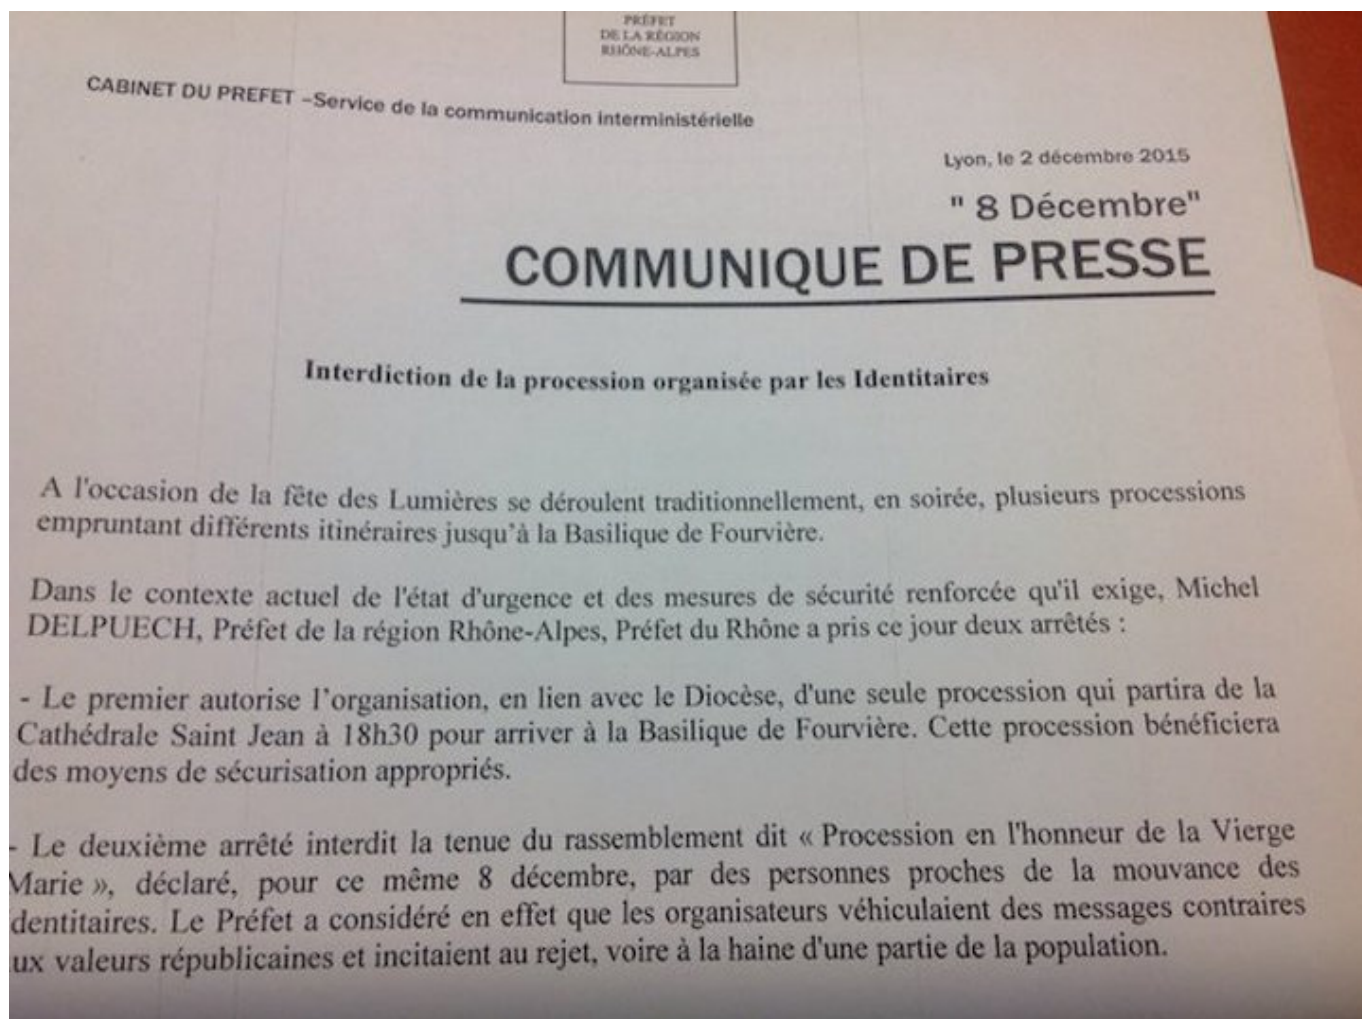 PRÉFET
DE LA RÉGION
RHÔNE-ALPES
CABINET DU PREFET –Service de la communication interministérielle
Lyon, le 2 décembre 2015
" 8 Décembre"
COMMUNIQUE DE PRESSE
Interdiction de la procession organisée par les Identitaires
A l'occasion de la fête des Lumières se déroulent traditionnellement, en soirée, plusieurs processions
empruntant différents itinéraires jusqu’à la Basilique de Fourvière.
Dans le contexte actuel de l'état d'urgence et des mesures de sécurité renforcée qu'il exige, Michel
DELPUECH, Préfet de la région Rhône-Alpes, Préfet du Rhône a pris ce jour deux arrêtés :
- Le premier autorise l’organisation, en lien avec le Diocèse, d'une seule procession qui partira de la
Cathédrale Saint Jean à 18h30 pour arriver à la Basilique de Fourvière. Cette procession bénéficiera
des moyens de sécurisation appropriés.
- Le deuxième arrêté interdit la tenue du rassemblement dit « Procession en l'honneur de la Vierge
Marie », déclaré, pour ce même 8 décembre, par des personnes proches de la mouvance des
dentitaires. Le Préfet a considéré en effet que les organisateurs véhiculaient des messages contraires
ux valeurs républicaines et incitaient au rejet, voire à la haine d'une partie de la population.